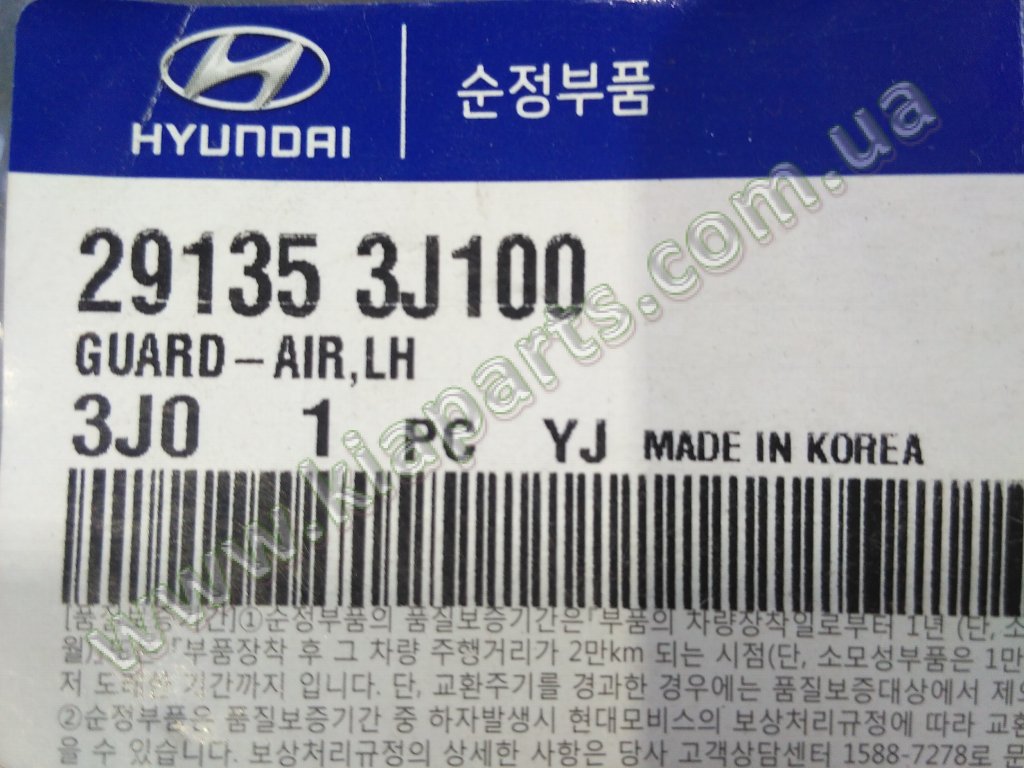 HYUNDAI
순정부품
29135 3J100
GUARD-AIR,LH
3J0 1 PC YJ MADE IN KOREA
①순정부품의 품질보증기간은「부품의 차량장착일로부터 1년 (단, 소
「부품장착 후 그 차량 주행거리가 2만km 되는 시점(단, 소모성부품은 1만
저 기간까지 입니다. 단, 교환주기를 경과한 경우에는 품질보증대상에서 제외
②순정부품은 품질보증기간 중 하자발생시 현대모비스의 보상처리규정에 따라 교환
을 수 있습니다. 보상처리규정의 상세한 사항은 당사 고객상담센터 1588-7278로 문
www.kiaparts.com.ua